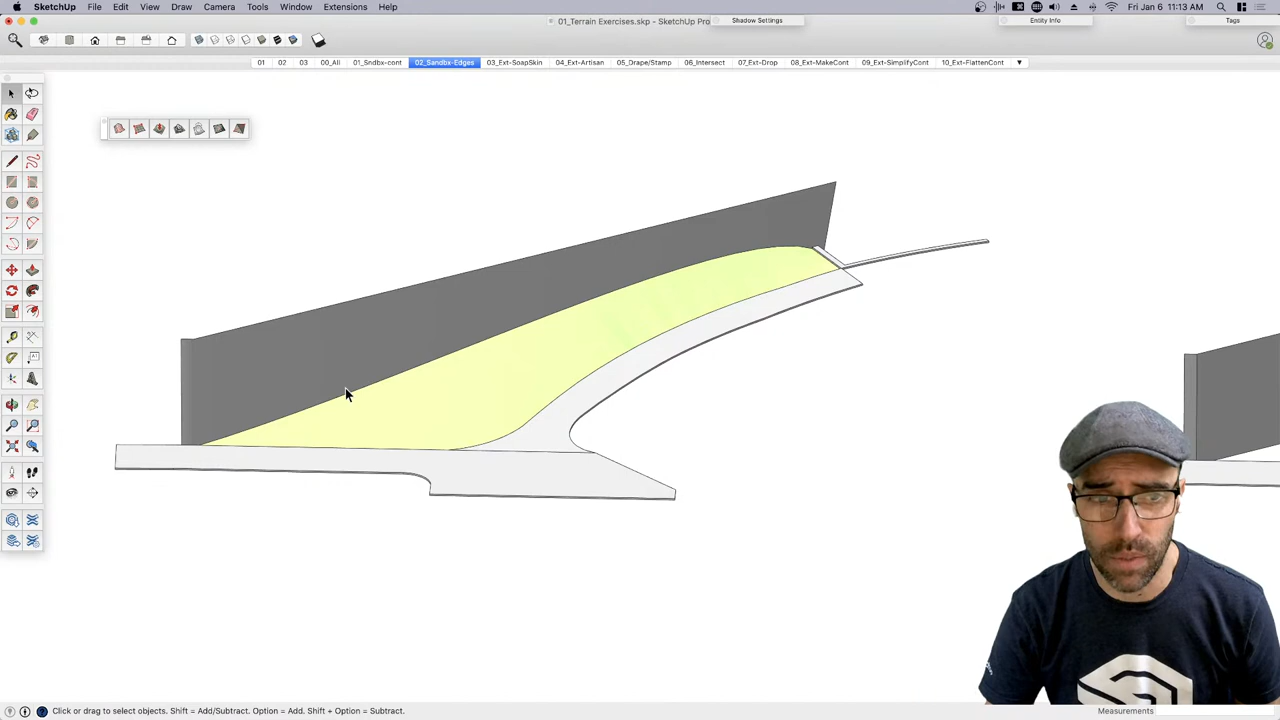 SketchUp File Edit View Draw Camera Tools Window Extensions Help
Fri Jan 6 11:13 AM
01_Terrain Exercises.skp - SketchUp Pro
Shadow Settings
Entity Info
Tags
01 02 03 00_All 01_Sndbx-cont 02_Sandbx-Edges 03_Ext-SoapSkin 04_Ext-Artisan 05_Drape/Stamp 06_Intersect 07_Ext-Drop 08_Ext-MakeCont 09_Ext-SimplifyCont 10_Ext-FlattenCont
Click or drag to select objects. Shift = Add/Subtract. Option = Add. Shift + Option = Subtract.
Measurements